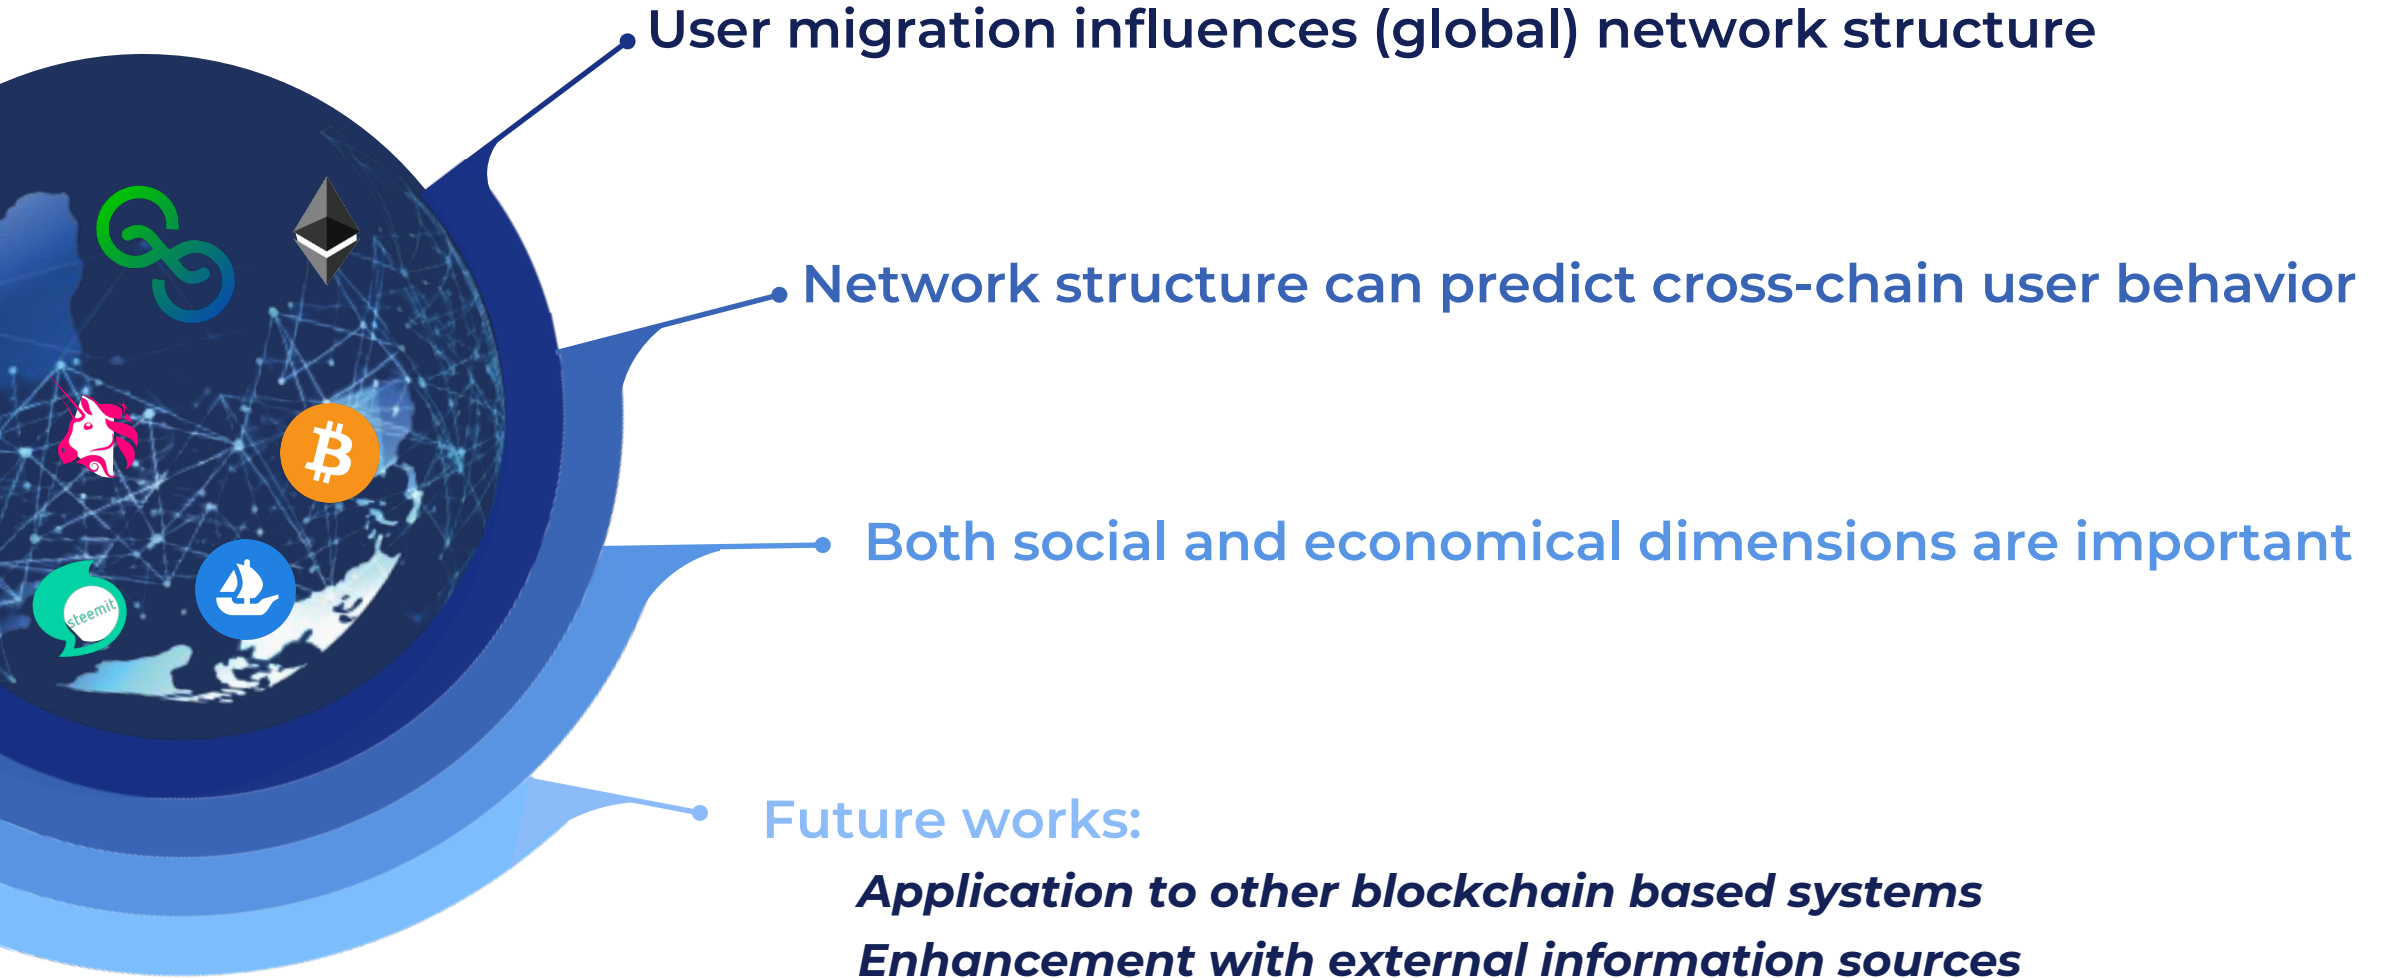 User migration influences (global) network structure
Network structure can predict cross-chain user behavior
Both social and economical dimensions are important
steemit
Future works:
Application to other blockchain based systems
Enhancement with external information sources